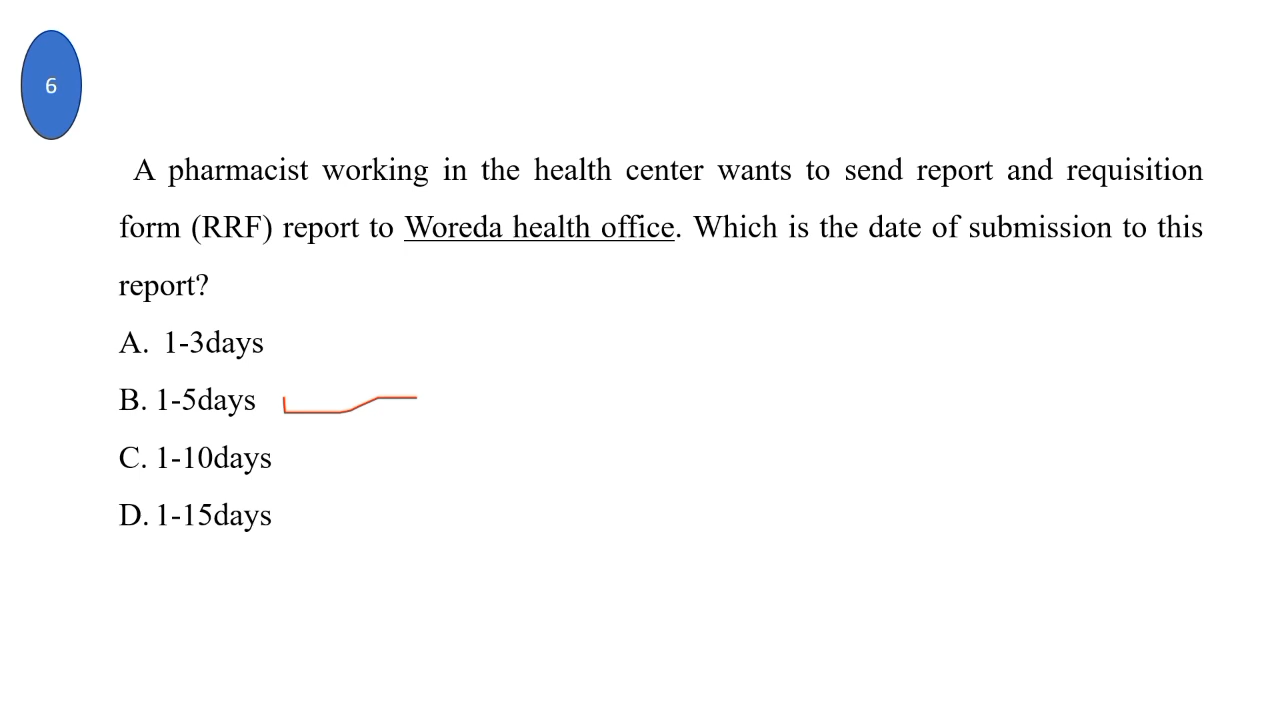 6
A pharmacist working in the health center wants to send report and requisition
form (RRF) report to Woreda health office. Which is the date of submission to this
report?
A. 1-3days
B. 1-5days
C. 1-10days
D. 1-15days